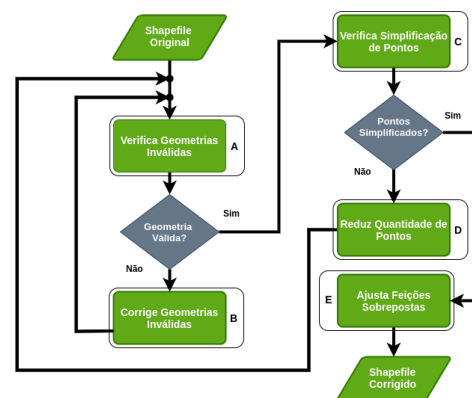 Shapefile
Original
Verifica Geometrias
Inválidas
A
Geometria
Válida?
Sim
Não
Corrige Geometrias
Inválidas
B
Verifica Simplificação
de Pontos
C
Pontos
Simplificados?
Sim
Não
Reduz Quantidade de
Pontos
D
E
Ajusta Feições
Sobrepostas
Shapefile
Corrigido